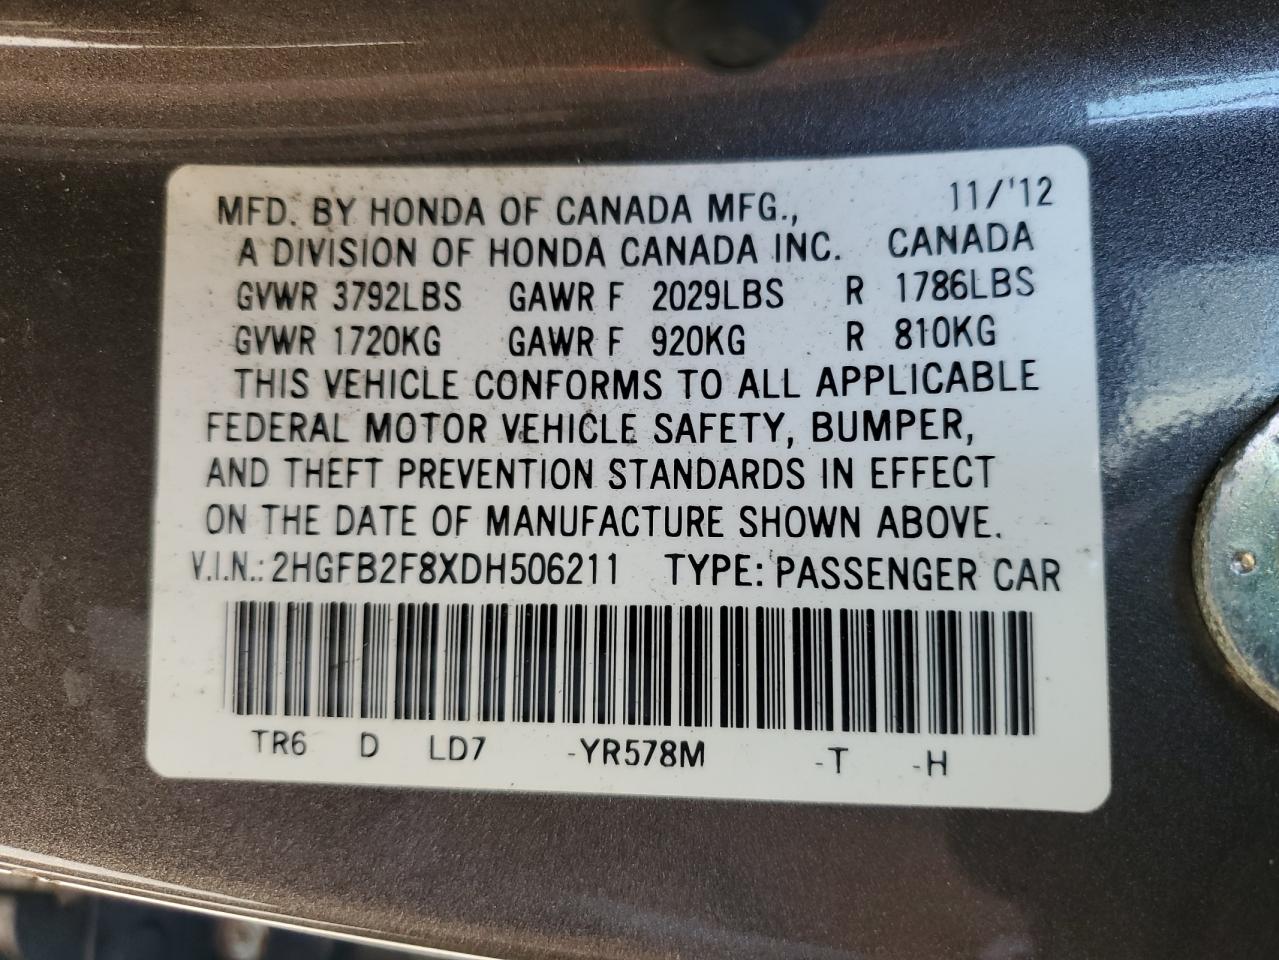 MFD. BY HONDA OF CANADA MFG., 11/'12
A DIVISION OF HONDA CANADA INC. CANADA
GVWR 3792LBS GAWR F 2029LBS R 1786LBS
GVWR 1720KG GAWR F 920KG R 810KG
THIS VEHICLE CONFORMS TO ALL APPLICABLE
FEDERAL MOTOR VEHICLE SAFETY, BUMPER,
AND THEFT PREVENTION STANDARDS IN EFFECT
ON THE DATE OF MANUFACTURE SHOWN ABOVE.
V.I.N.: 2HGFB2F8XDH506211 TYPE: PASSENGER CAR
TR6 D LD7 -YR578M -T -H